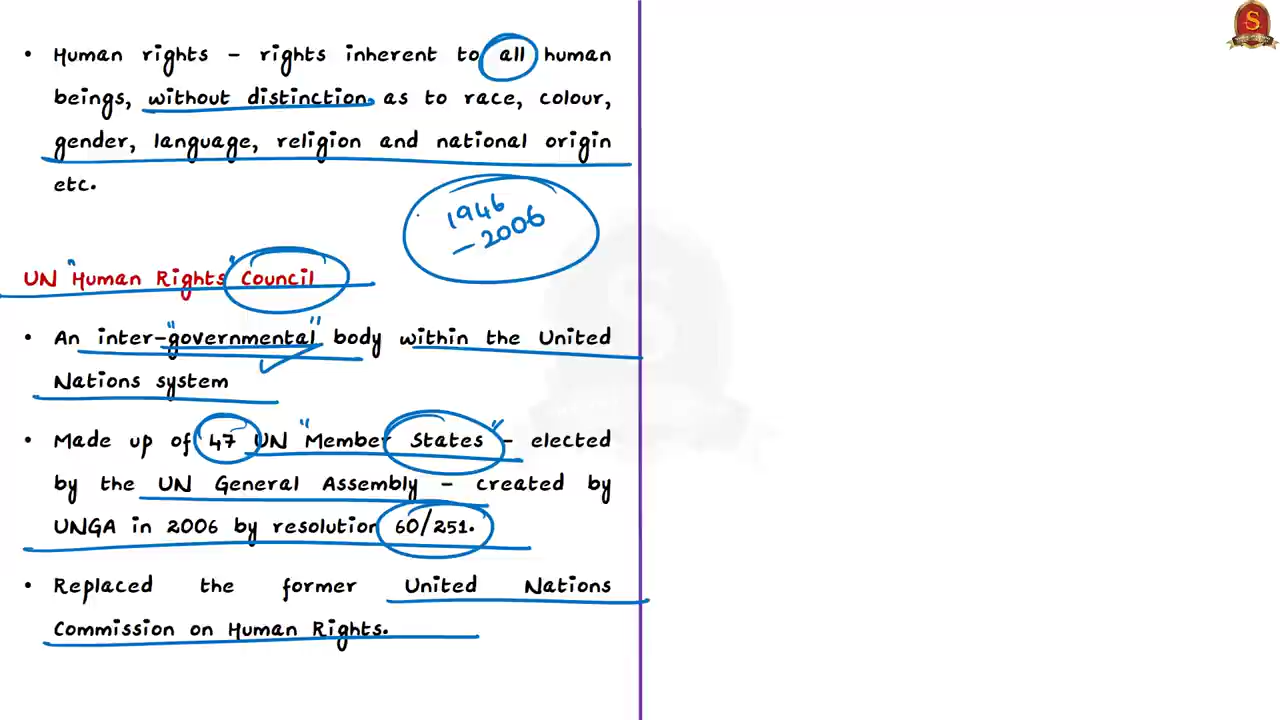 • Human rights – rights inherent to all human
beings, without distinction as to race, colour,
gender, language, religion and national origin
etc.
1946
– 2006
UN "Human Rights" Council
• An inter-"governmental" body within the United
Nations system
• Made up of 47 UN "Member States" – elected
by the UN General Assembly – created by
UNGA in 2006 by resolution 60/251.
• Replaced the former United Nations
Commission on Human Rights.
S